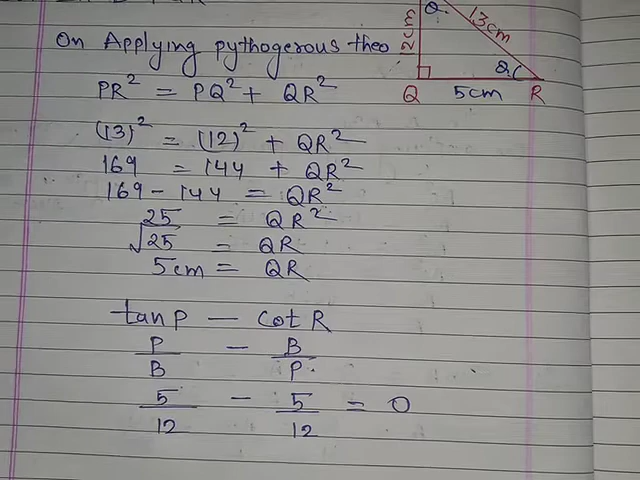 On Applying pythogerous theo
PR² = PQ² + QR²
(13)² = (12)² + QR²
169 = 144 + QR²
169 - 144 = QR²
25 = QR²
√25 = QR
5cm = QR
tan P - cot R
P/B - B/P
5/12 - 5/12 = 0
2cm
13cm
Q
5cm
R